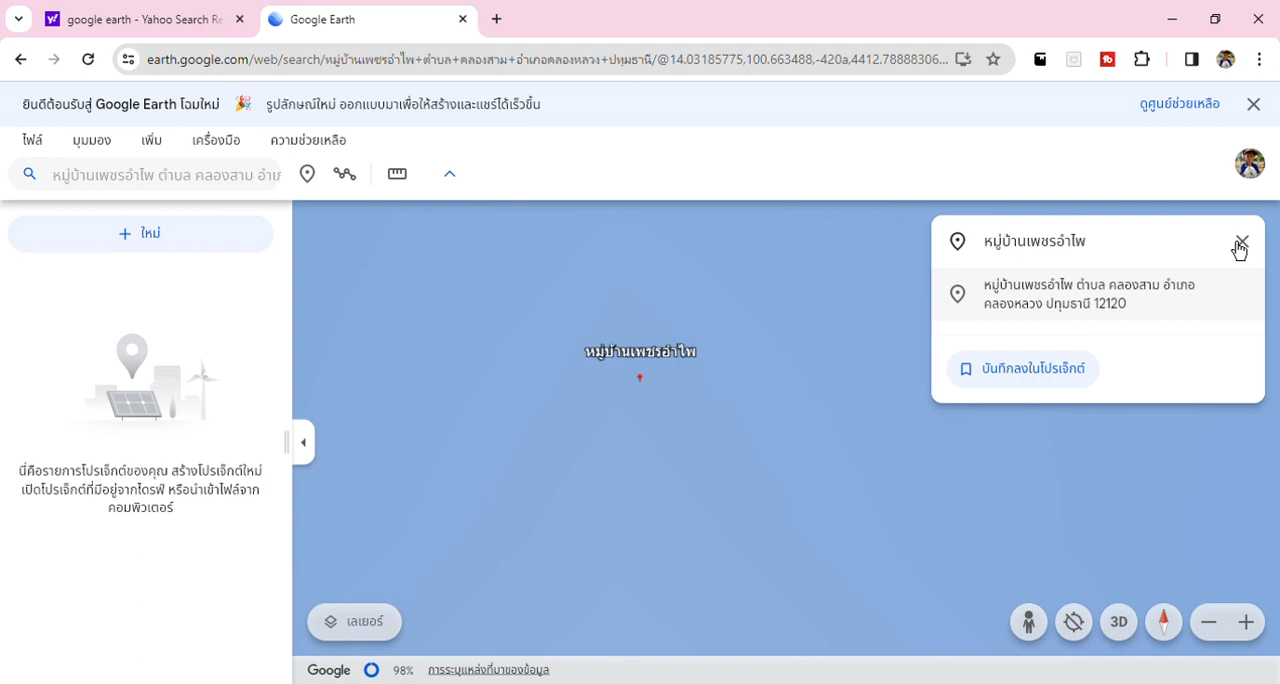 google earth - Yahoo Search Re
Google Earth
earth.google.com/web/search/หมู่บ้านเพชรอำไพ+ตำบล+คลองสาม+อำเภอคลองหลวง+ปทุมธานี/@14.03185775,100.663488,-420a,4412.78888306...
ยินดีต้อนรับสู่ Google Earth โฉมใหม่ 🎉 รูปลักษณ์ใหม่ ออกแบบมาเพื่อให้สร้างและแชร์ได้เร็วขึ้น
ดูศูนย์ช่วยเหลือ
ไฟล์ มุมมอง เพิ่ม เครื่องมือ ความช่วยเหลือ
หมู่บ้านเพชรอำไพ ตำบล คลองสาม อำเภ
+ ใหม่
นี่คือรายการโปรเจ็กต์ของคุณ สร้างโปรเจ็กต์ใหม่
เปิดโปรเจ็กต์ที่มีอยู่จากไดรฟ์ หรือนำเข้าไฟล์จาก
คอมพิวเตอร์
หมู่บ้านเพชรอำไพ
หมู่บ้านเพชรอำไพ
หมู่บ้านเพชรอำไพ ตำบล คลองสาม อำเภอ
คลองหลวง ปทุมธานี 12120
บันทึกลงในโปรเจ็กต์
เลเยอร์
3D
Google 98% การระบุแหล่งที่มาของข้อมูล